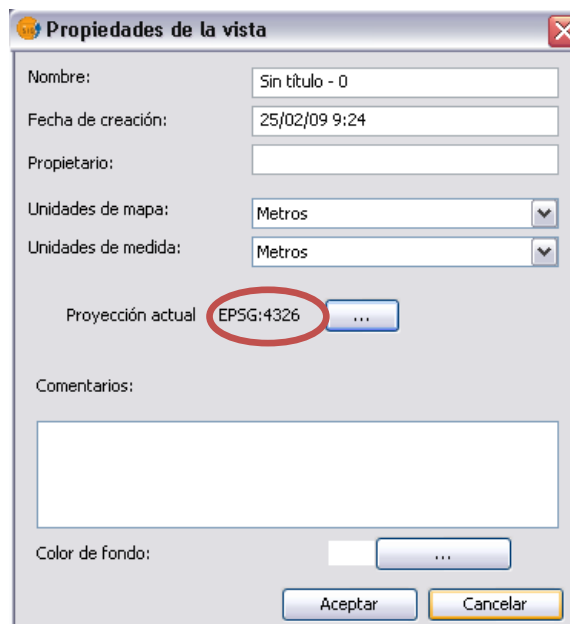 Propiedades de la vista
Nombre: Sin título - 0
Fecha de creación: 25/02/09 9:24
Propietario:
Unidades de mapa: Metros
Unidades de medida: Metros
Proyección actual EPSG:4326 ...
Comentarios:
Color de fondo: ...
Aceptar Cancelar